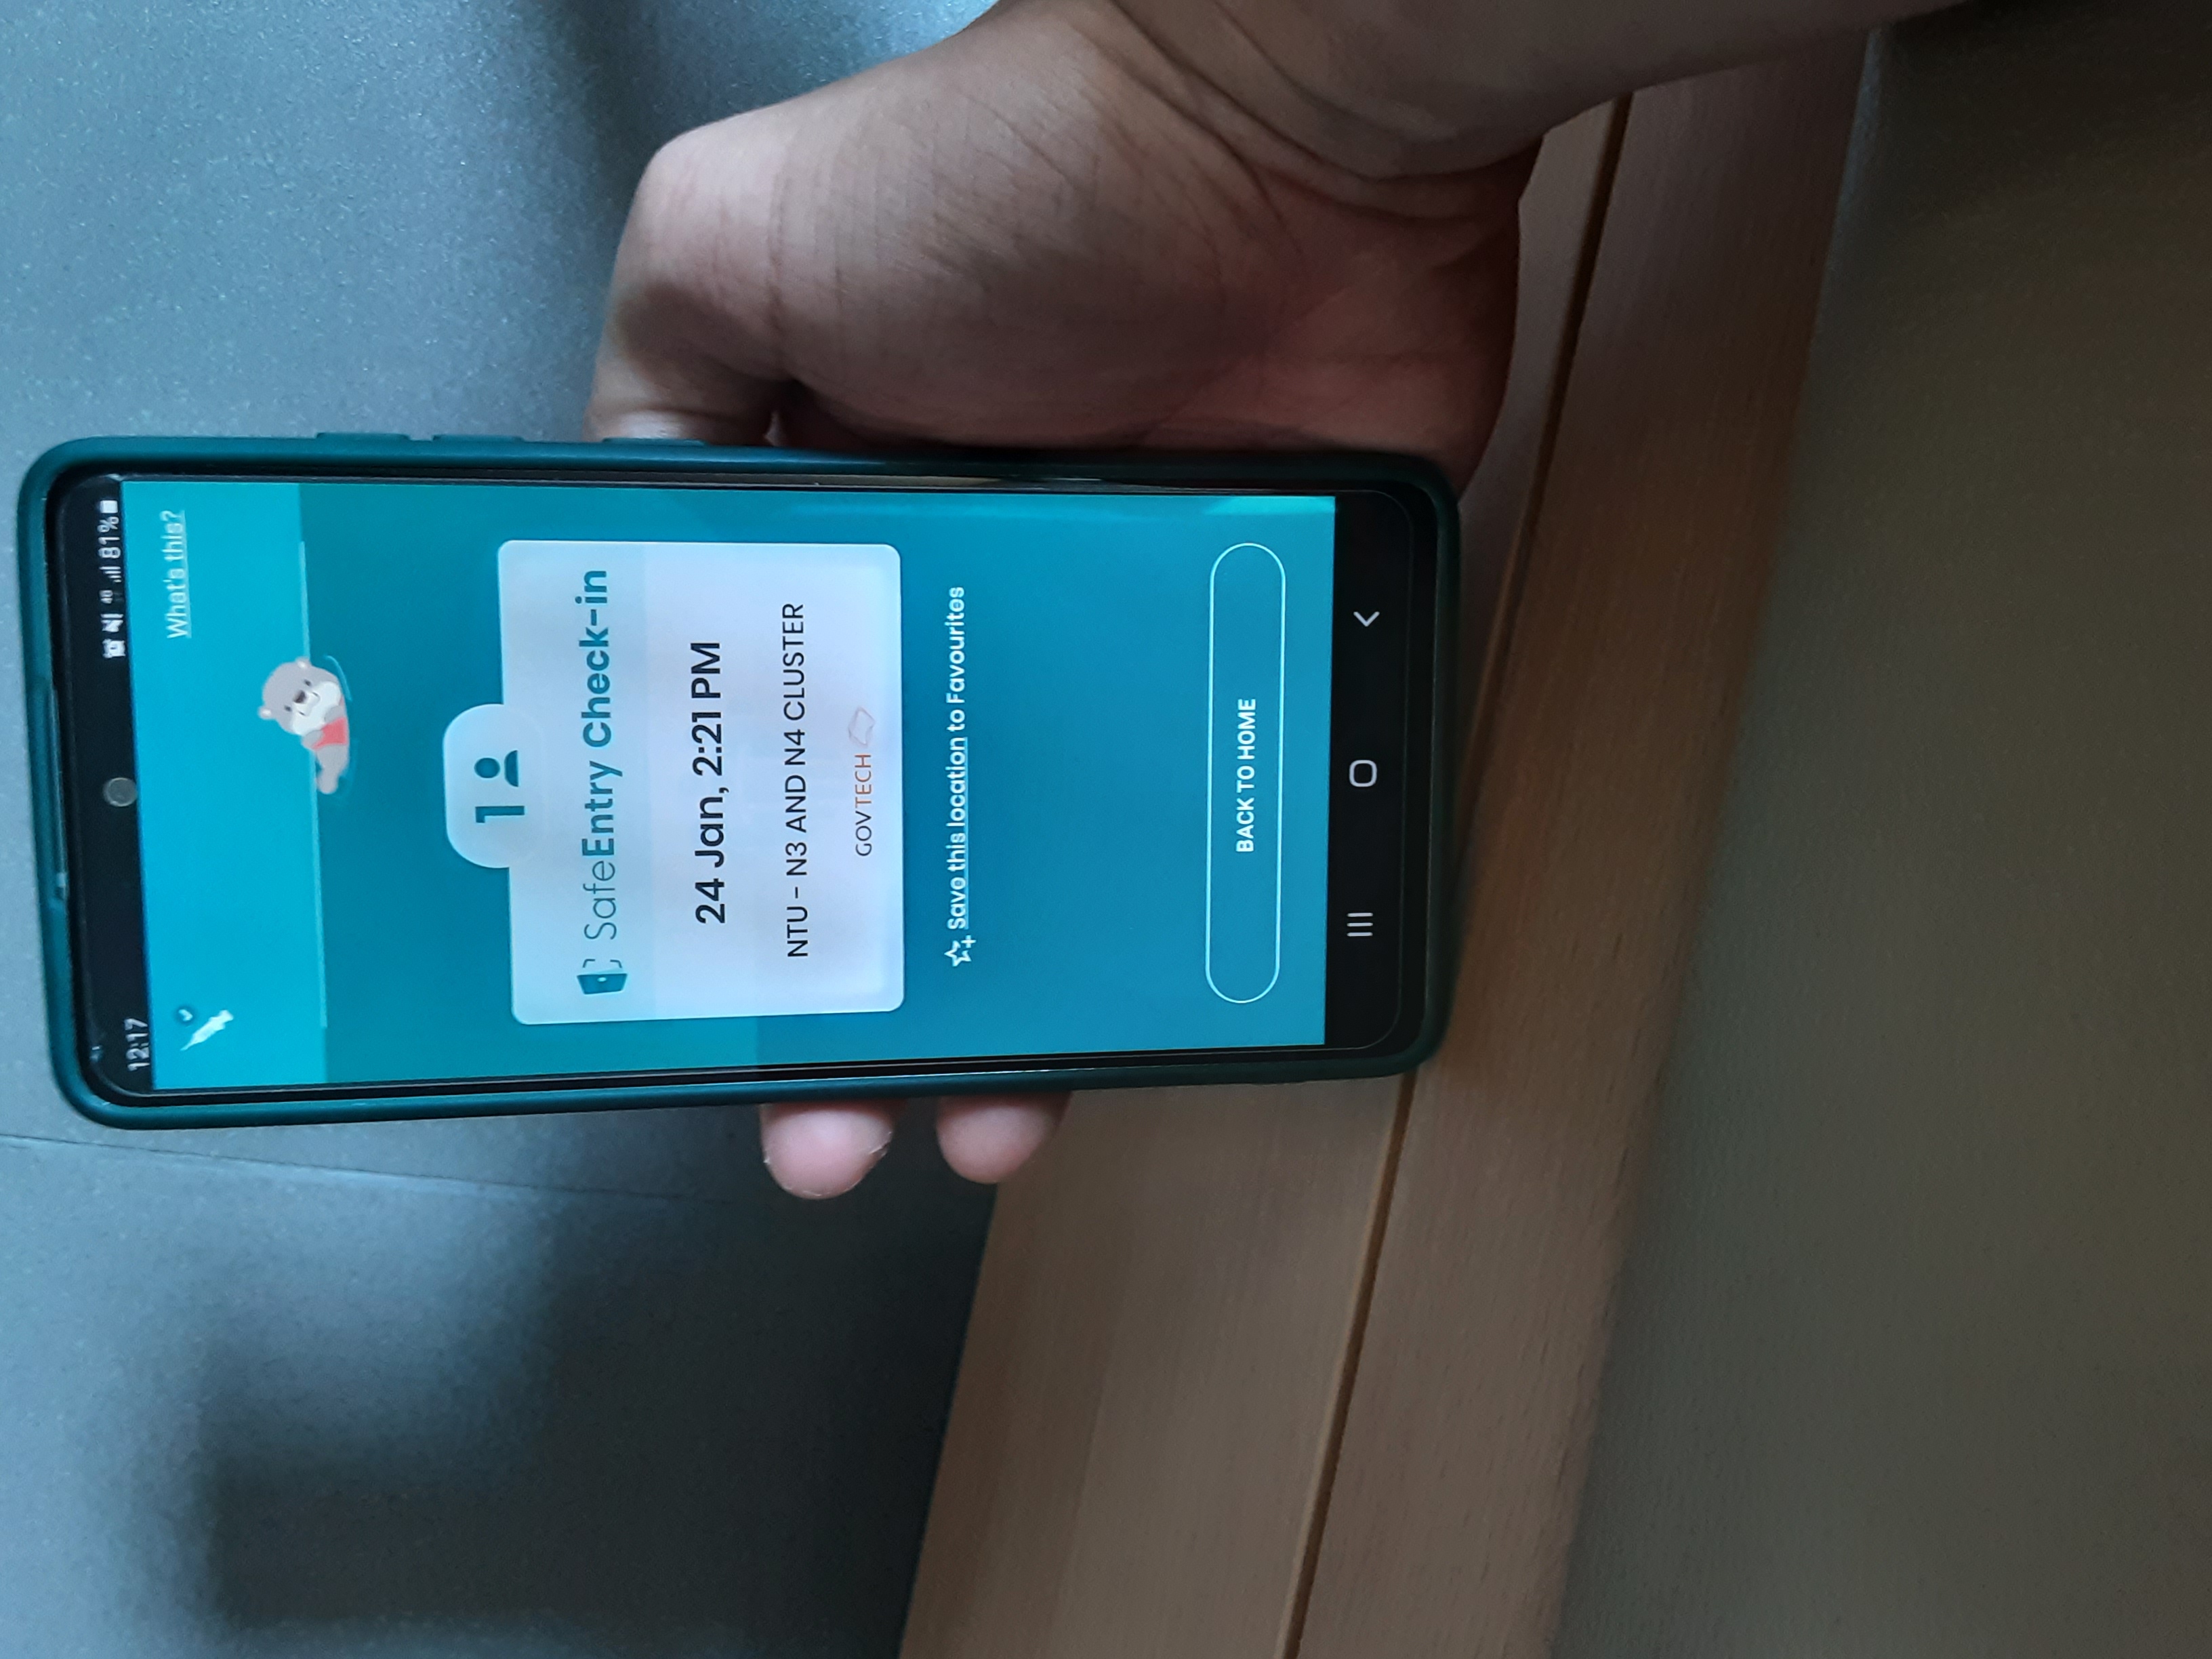 12:17
4G 81%
What's this?
1
SafeEntry Check-in
24 Jan, 2:21 PM
NTU - N3 AND N4 CLUSTER
GOVTECH
Save this location to Favourites
BACK TO HOME